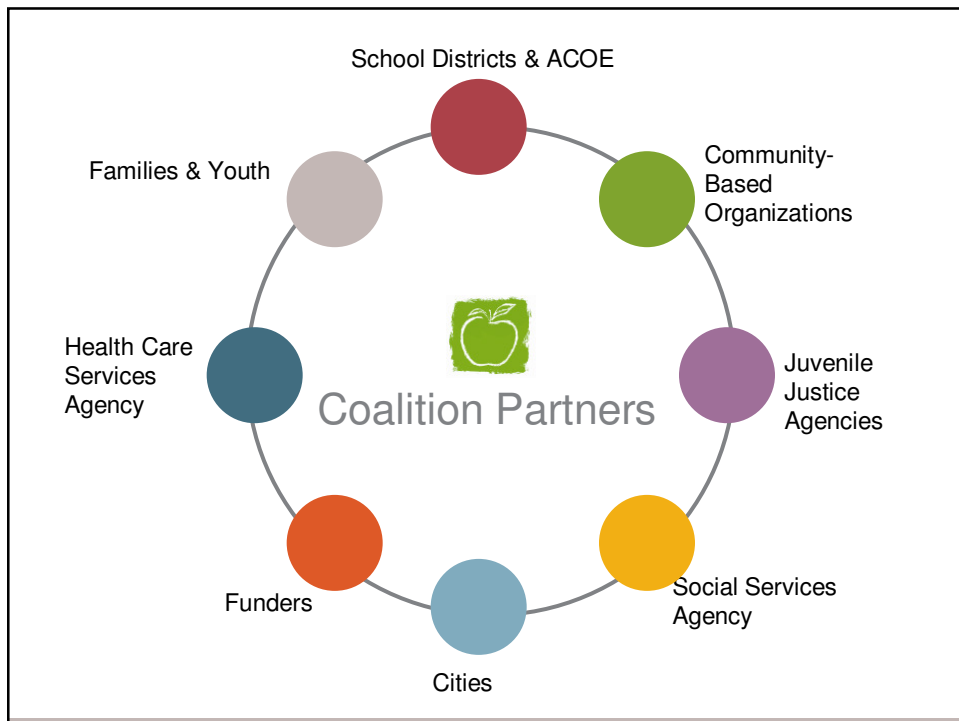 School Districts & ACOE
Families & Youth
Community-
Based
Organizations
Health Care
Services
Agency
Coalition Partners
Juvenile
Justice
Agencies
Funders
Social Services
Agency
Cities